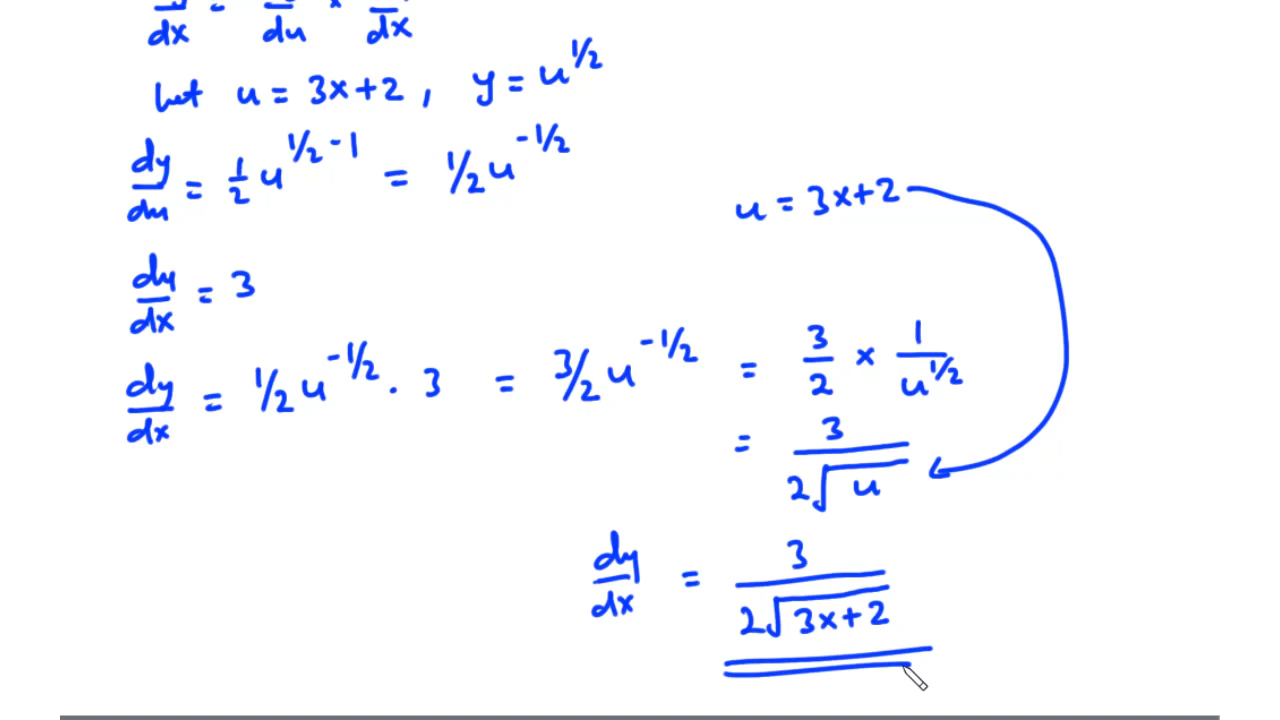 dy/dx = dy/du × du/dx
let u = 3x+2, y = u^1/2
dy/du = 1/2 u^1/2-1 = 1/2 u^-1/2
u = 3x+2
dy/dx = 3
dy/dx = 1/2 u^-1/2 . 3 = 3/2 u^-1/2 = 3/2 × 1/u^1/2
= 3/2√u
dy/dx = 3/2√3x+2